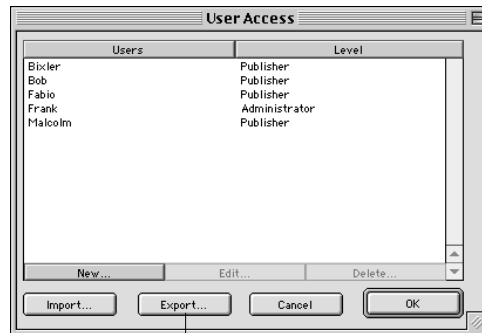 User Access
Users Level
Bixler Publisher
Bob Publisher
Fabio Publisher
Frank Administrator
Malcolm Publisher
New... Edit... Delete...
Import... Export... Cancel OK